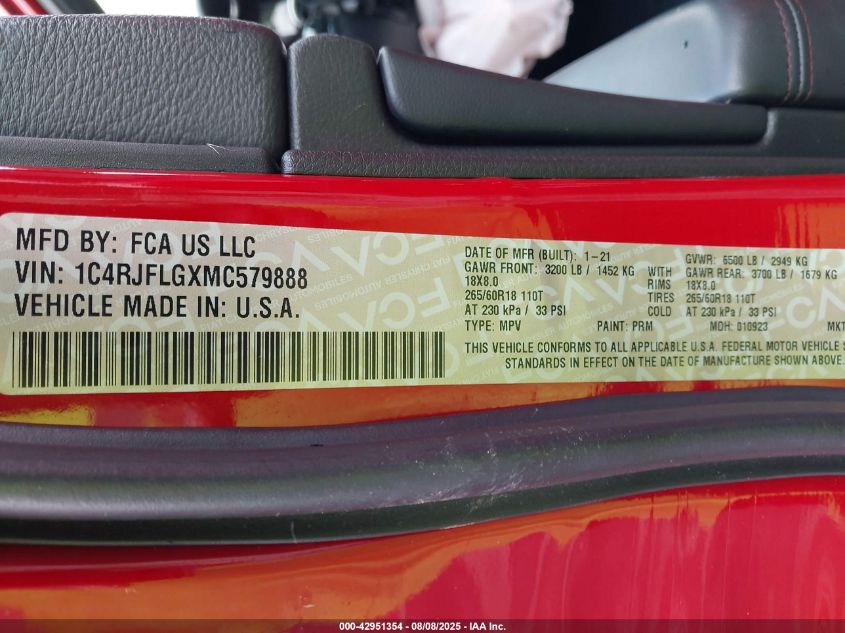 MFD BY: FCA US LLC
VIN: 1C4RJFLGXMC579888
VEHICLE MADE IN: U.S.A.
DATE OF MFR (BUILT): 1-21 GVWR: 6500 LB / 2949 KG
GAWR FRONT: 3200 LB / 1452 KG WITH GAWR REAR: 3700 LB / 1679 KG
18X8.0 RIMS 18X8.0
265/60R18 110T TIRES 265/60R18 110T
AT 230 kPa / 33 PSI COLD AT 230 kPa / 33 PSI
TYPE: MPV PAINT: PRM MDH: 010923 MKT
THIS VEHICLE CONFORMS TO ALL APPLICABLE U.S.A. FEDERAL MOTOR VEHICLE S
STANDARDS IN EFFECT ON THE DATE OF MANUFACTURE SHOWN ABOVE.
000-42951354 - 08/08/2025 - IAA Inc.